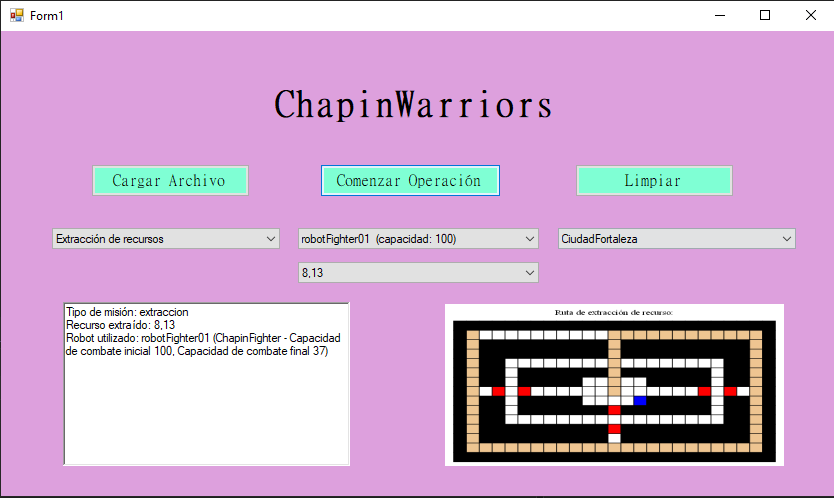 Form1
ChapinWarriors
Cargar Archivo
Comenzar Operación
Limpiar
Extracción de recursos
robotFighter01 (capacidad: 100)
CiudadFortaleza
8,13
Tipo de misión: extraccion
Recurso extraído: 8,13
Robot utilizado: robotFighter01 (ChapinFighter - Capacidad
de combate inicial 100, Capacidad de combate final 37)
Ruta de extracción de recurso: